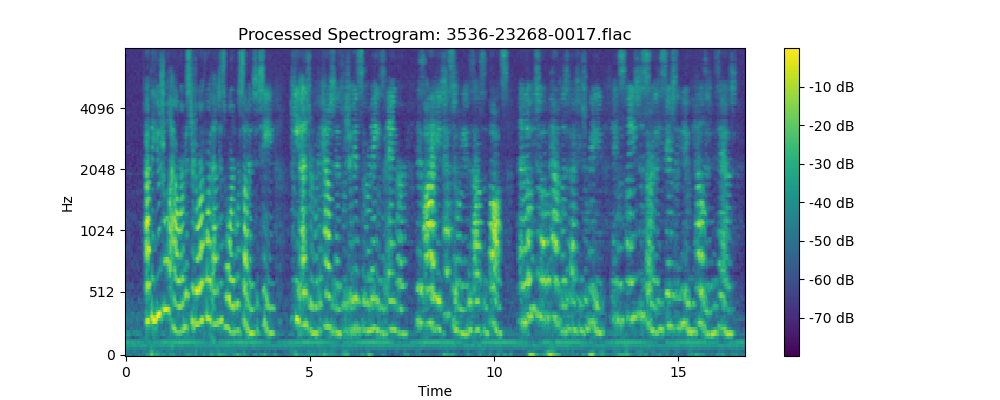 Processed Spectrogram: 3536-23268-0017.flac
Hz
4096
2048
1024
512
0
0 5 10 15
Time
-10 dB
-20 dB
-30 dB
-40 dB
-50 dB
-60 dB
-70 dB